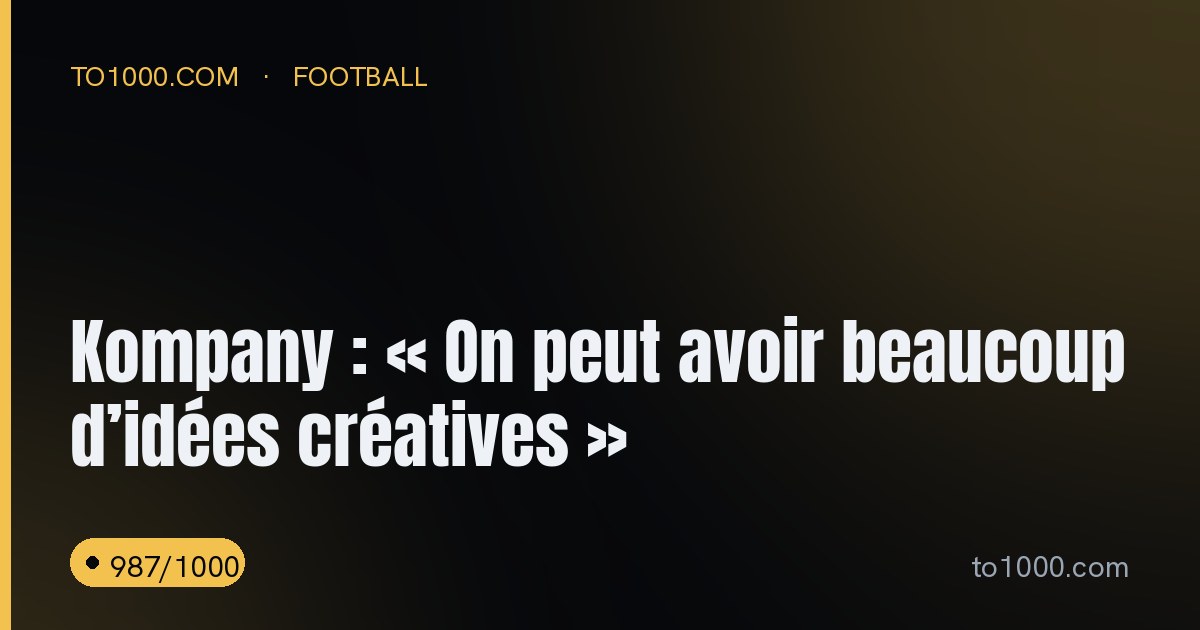 TO1000.COM · FOOTBALL
Kompany : « On peut avoir beaucoup
d’idées créatives »
987/1000
to1000.com